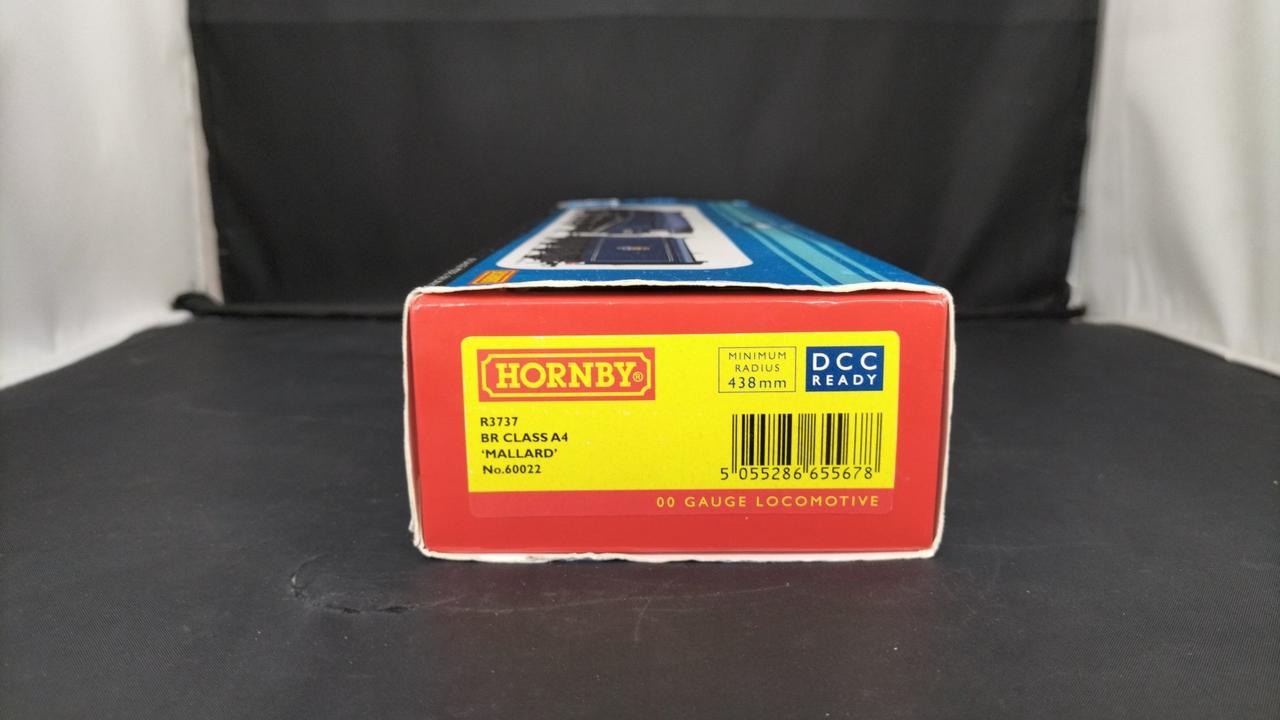 HORNBY®
MINIMUM
RADIUS
438mm
DCC
READY
R3737
BR CLASS A4
'MALLARD'
No.60022
5 055286 655678
00 GAUGE LOCOMOTIVE